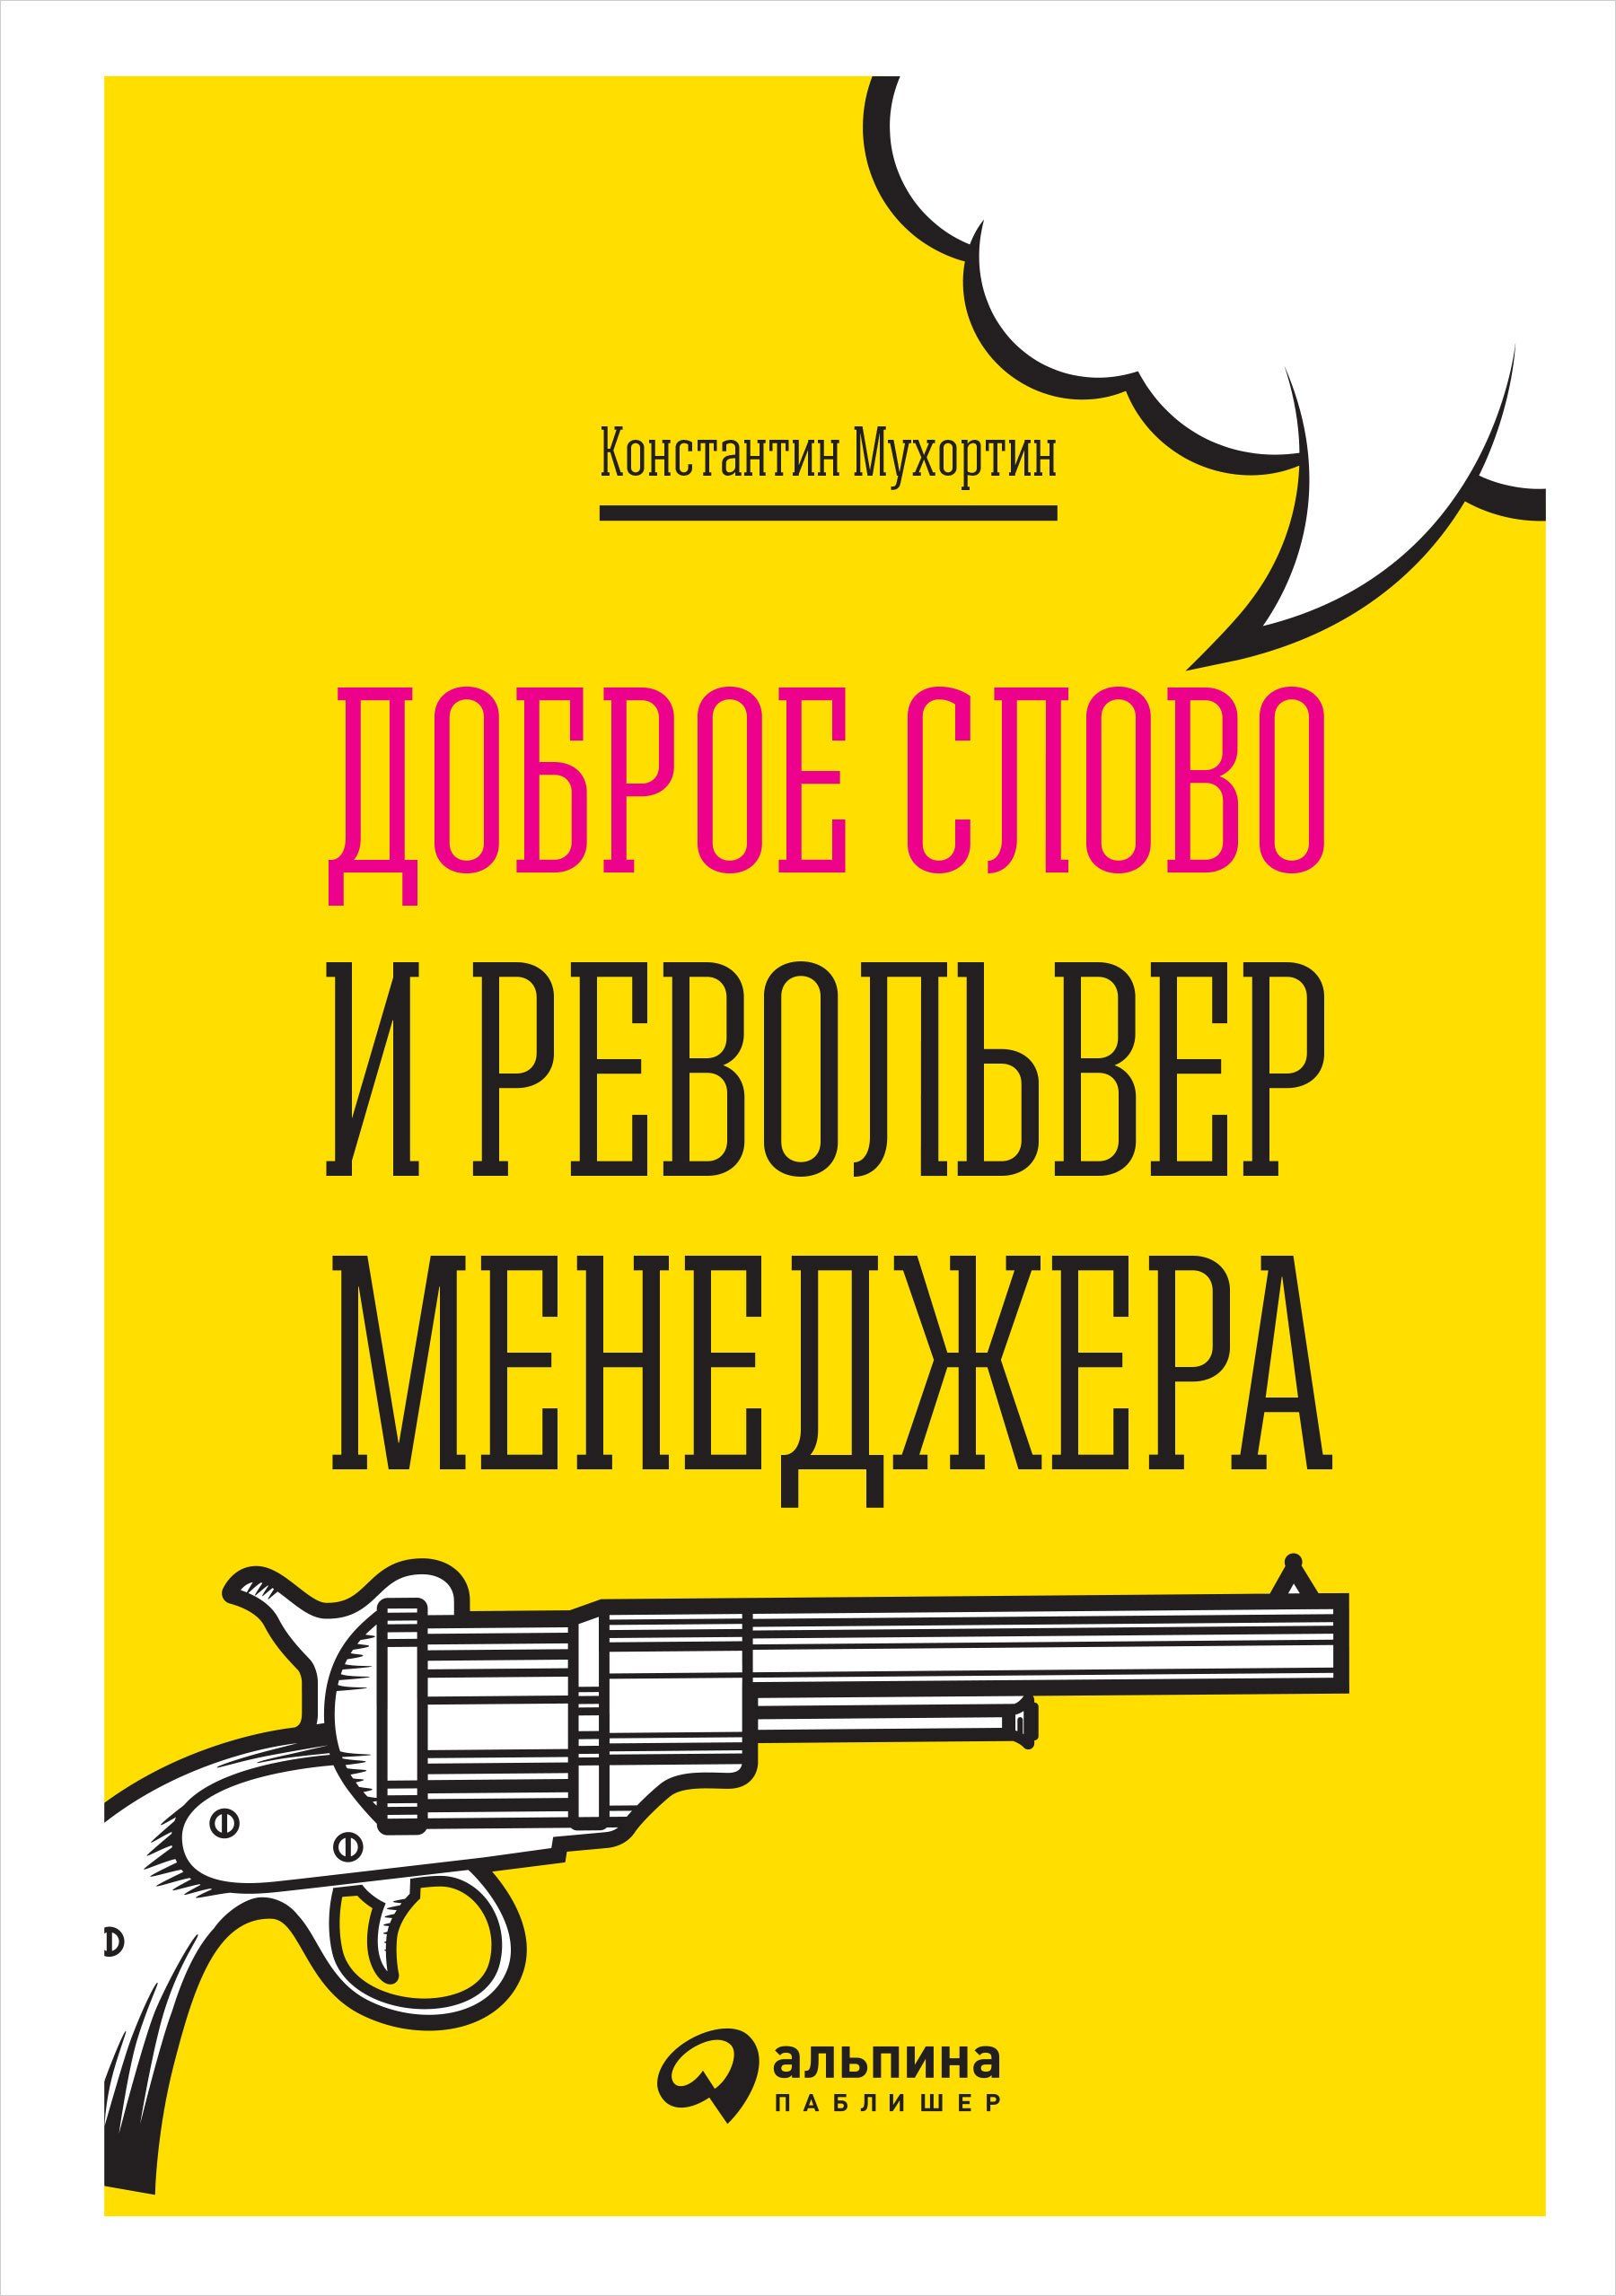 Константин Мухортин
ДОБРОЕ СЛОВО
И РЕВОЛЬВЕР
МЕНЕДЖЕРА
альпина
ПАБЛИШЕР